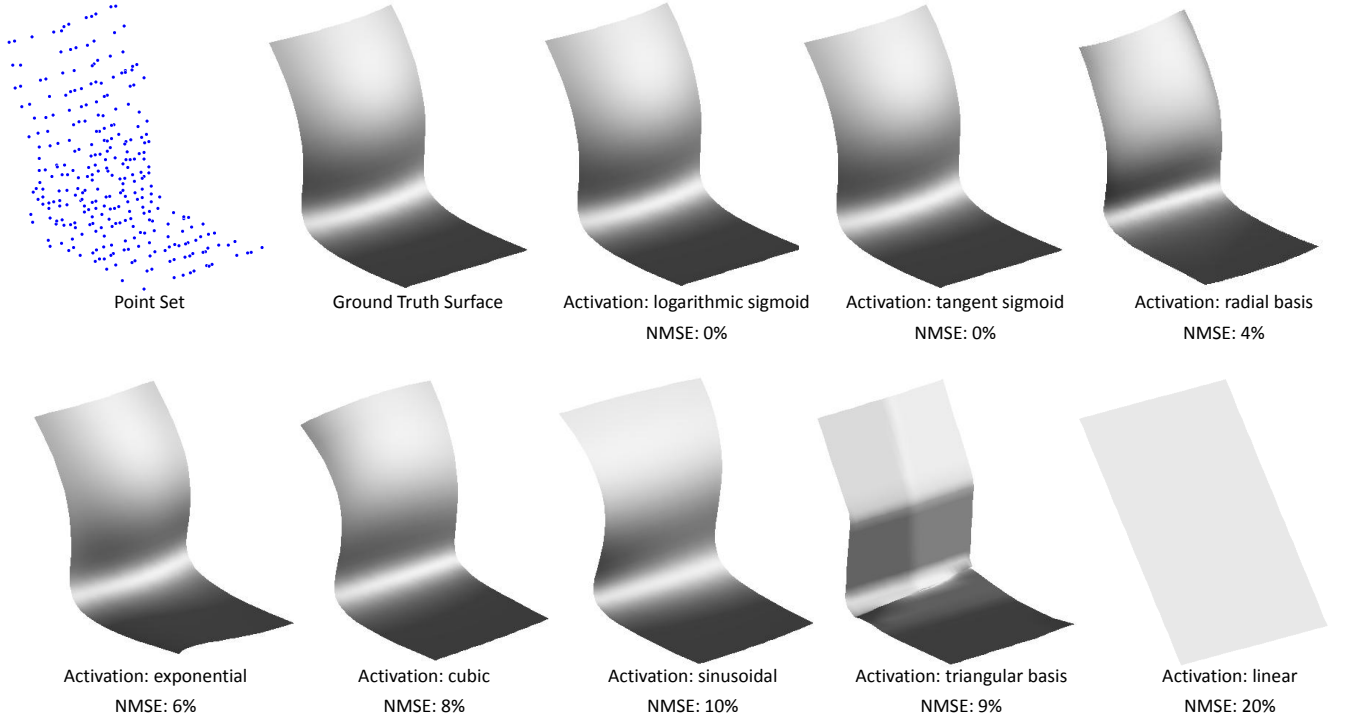 Point Set
Ground Truth Surface
Activation: logarithmic sigmoid
NMSE: 0%
Activation: tangent sigmoid
NMSE: 0%
Activation: radial basis
NMSE: 4%
Activation: exponential
NMSE: 6%
Activation: cubic
NMSE: 8%
Activation: sinusoidal
NMSE: 10%
Activation: triangular basis
NMSE: 9%
Activation: linear
NMSE: 20%